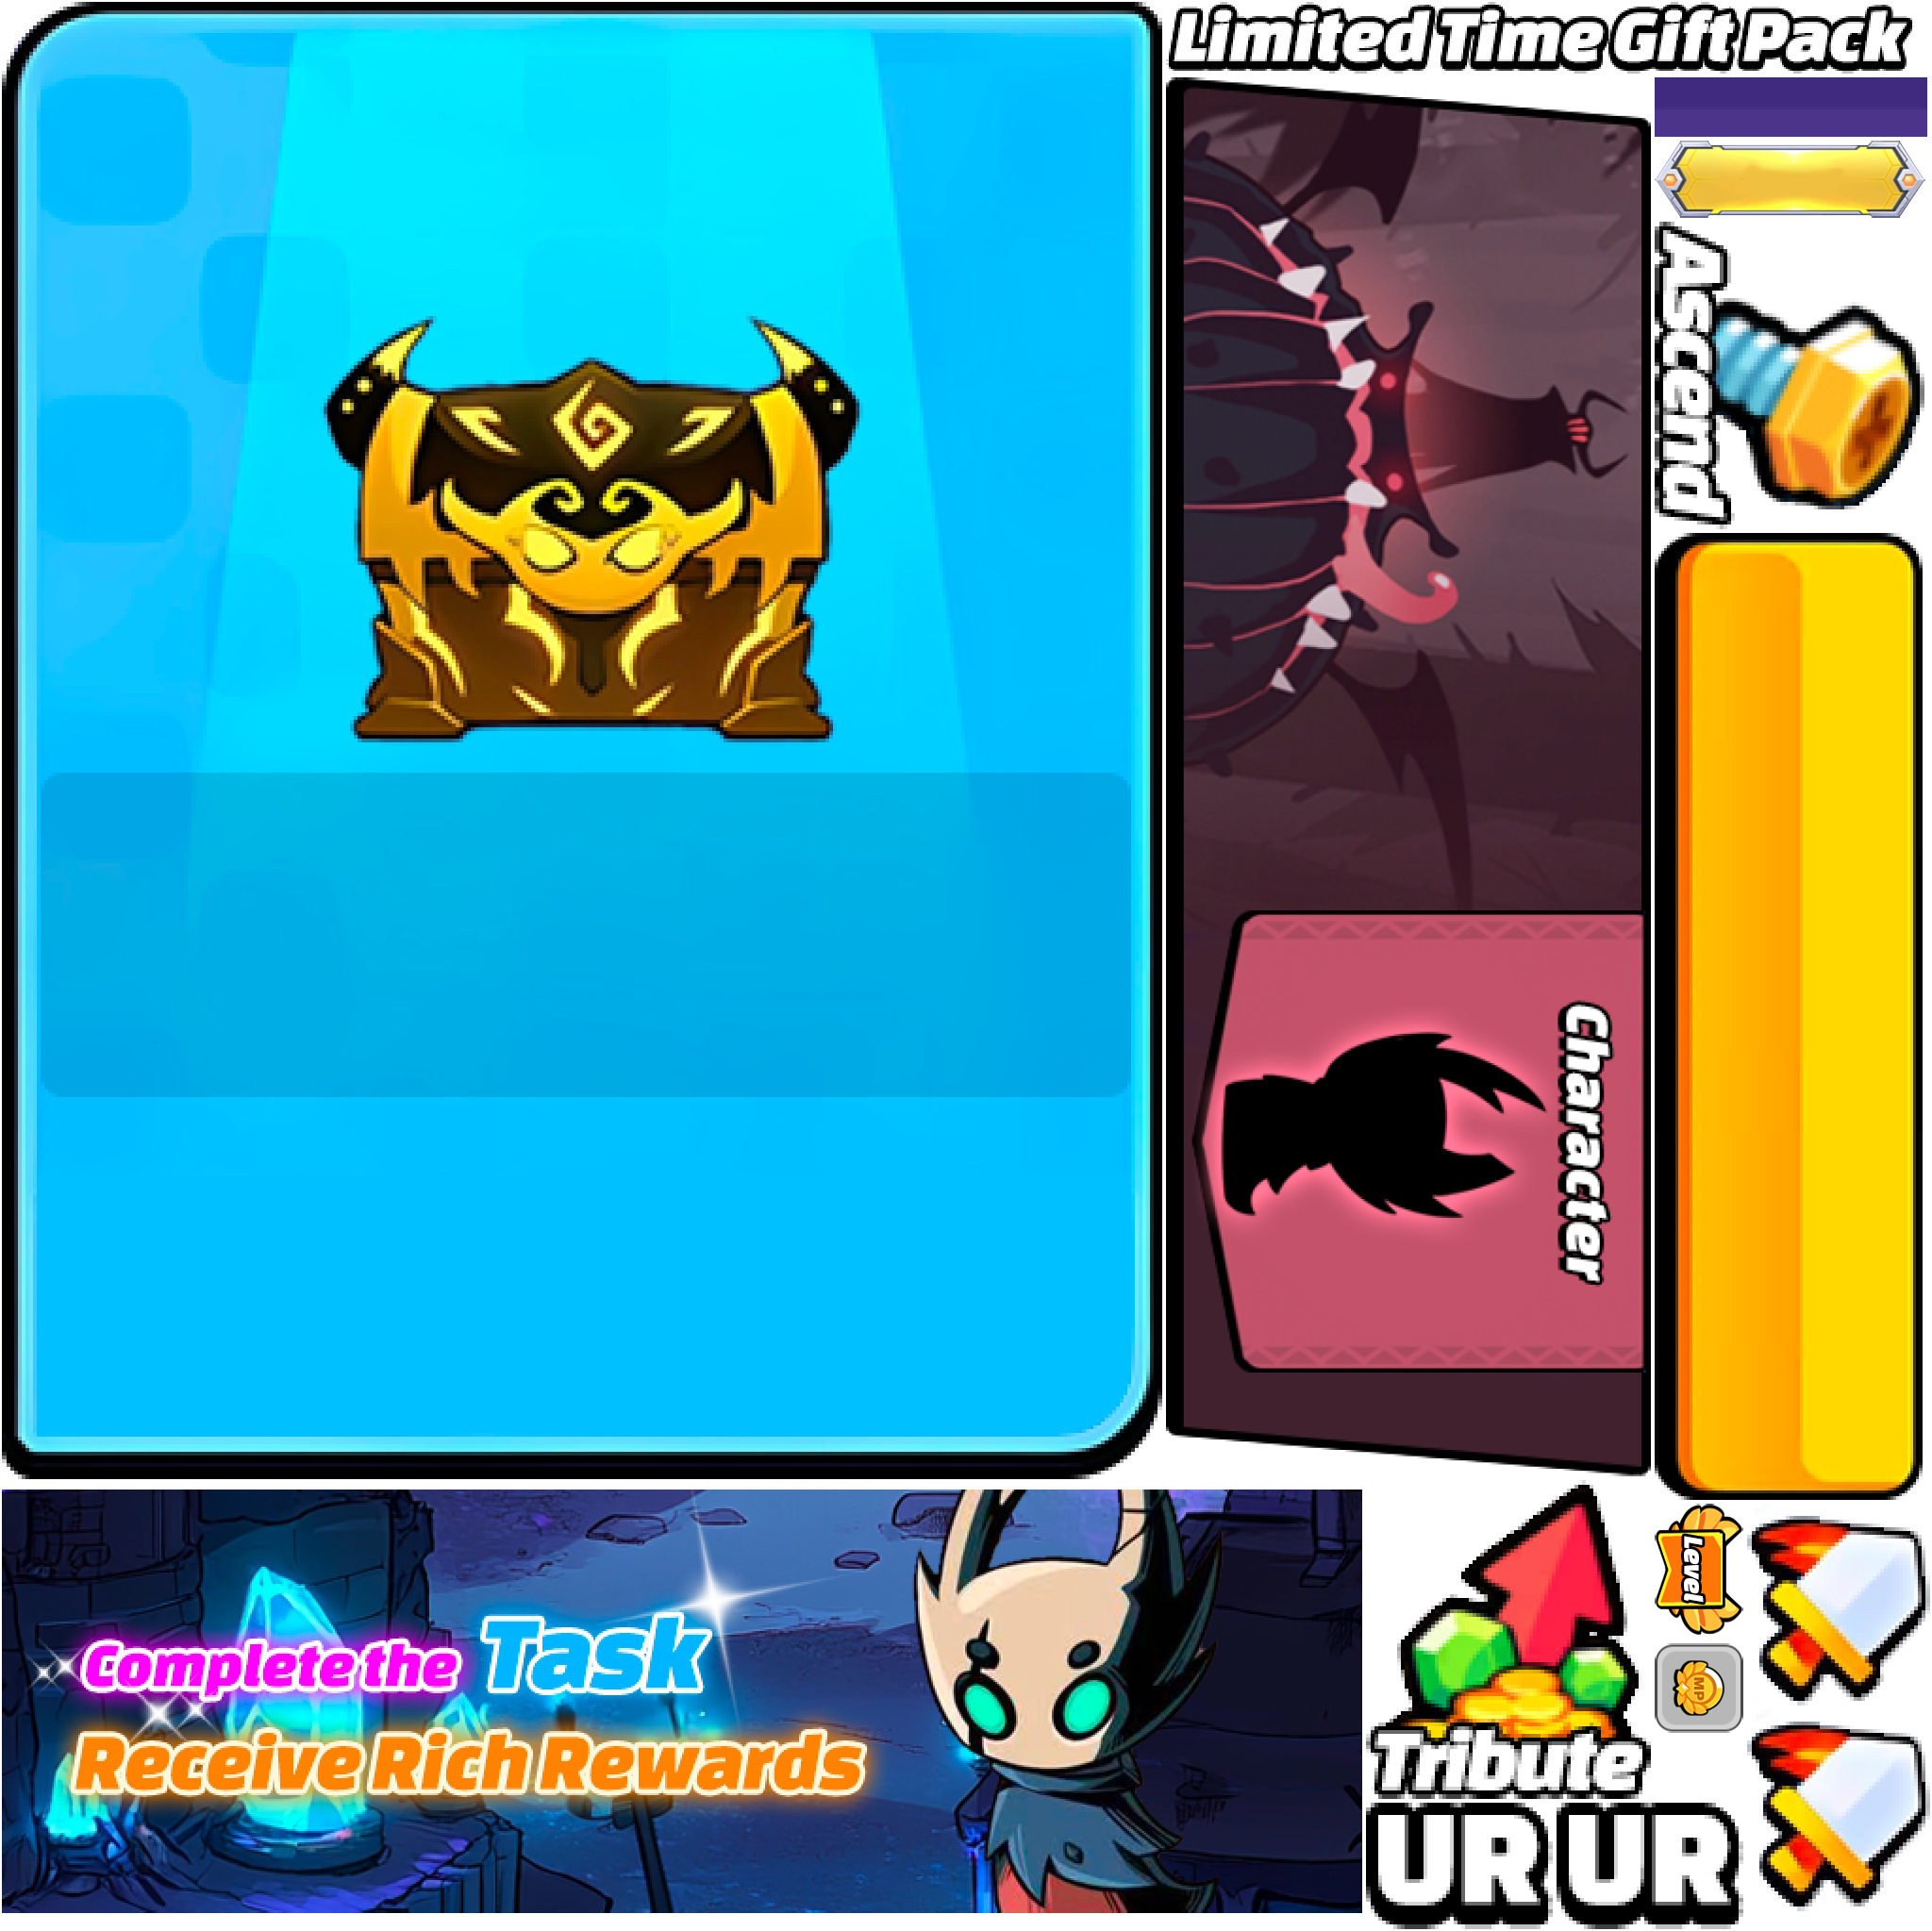 Limited Time Gift Pack
Ascend
Character
Complete the Task
Receive Rich Rewards
Level
MP
Tribute
UR UR